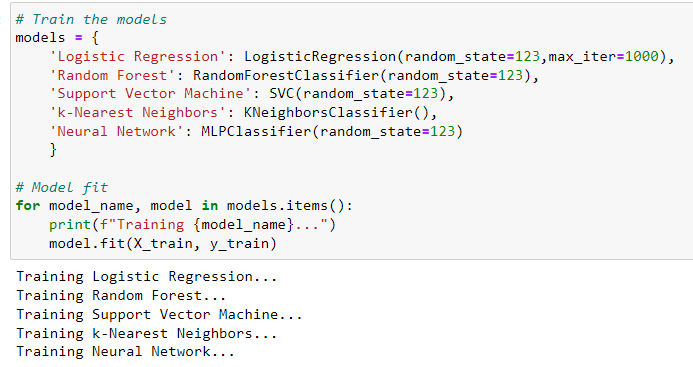 # Train the models
models = {
    'Logistic Regression': LogisticRegression(random_state=123,max_iter=1000),
    'Random Forest': RandomForestClassifier(random_state=123),
    'Support Vector Machine': SVC(random_state=123),
    'k-Nearest Neighbors': KNeighborsClassifier(),
    'Neural Network': MLPClassifier(random_state=123)
    }
# Model fit
for model_name, model in models.items():
    print(f"Training {model_name}...")
    model.fit(X_train, y_train)
Training Logistic Regression...
Training Random Forest...
Training Support Vector Machine...
Training k-Nearest Neighbors...
Training Neural Network...